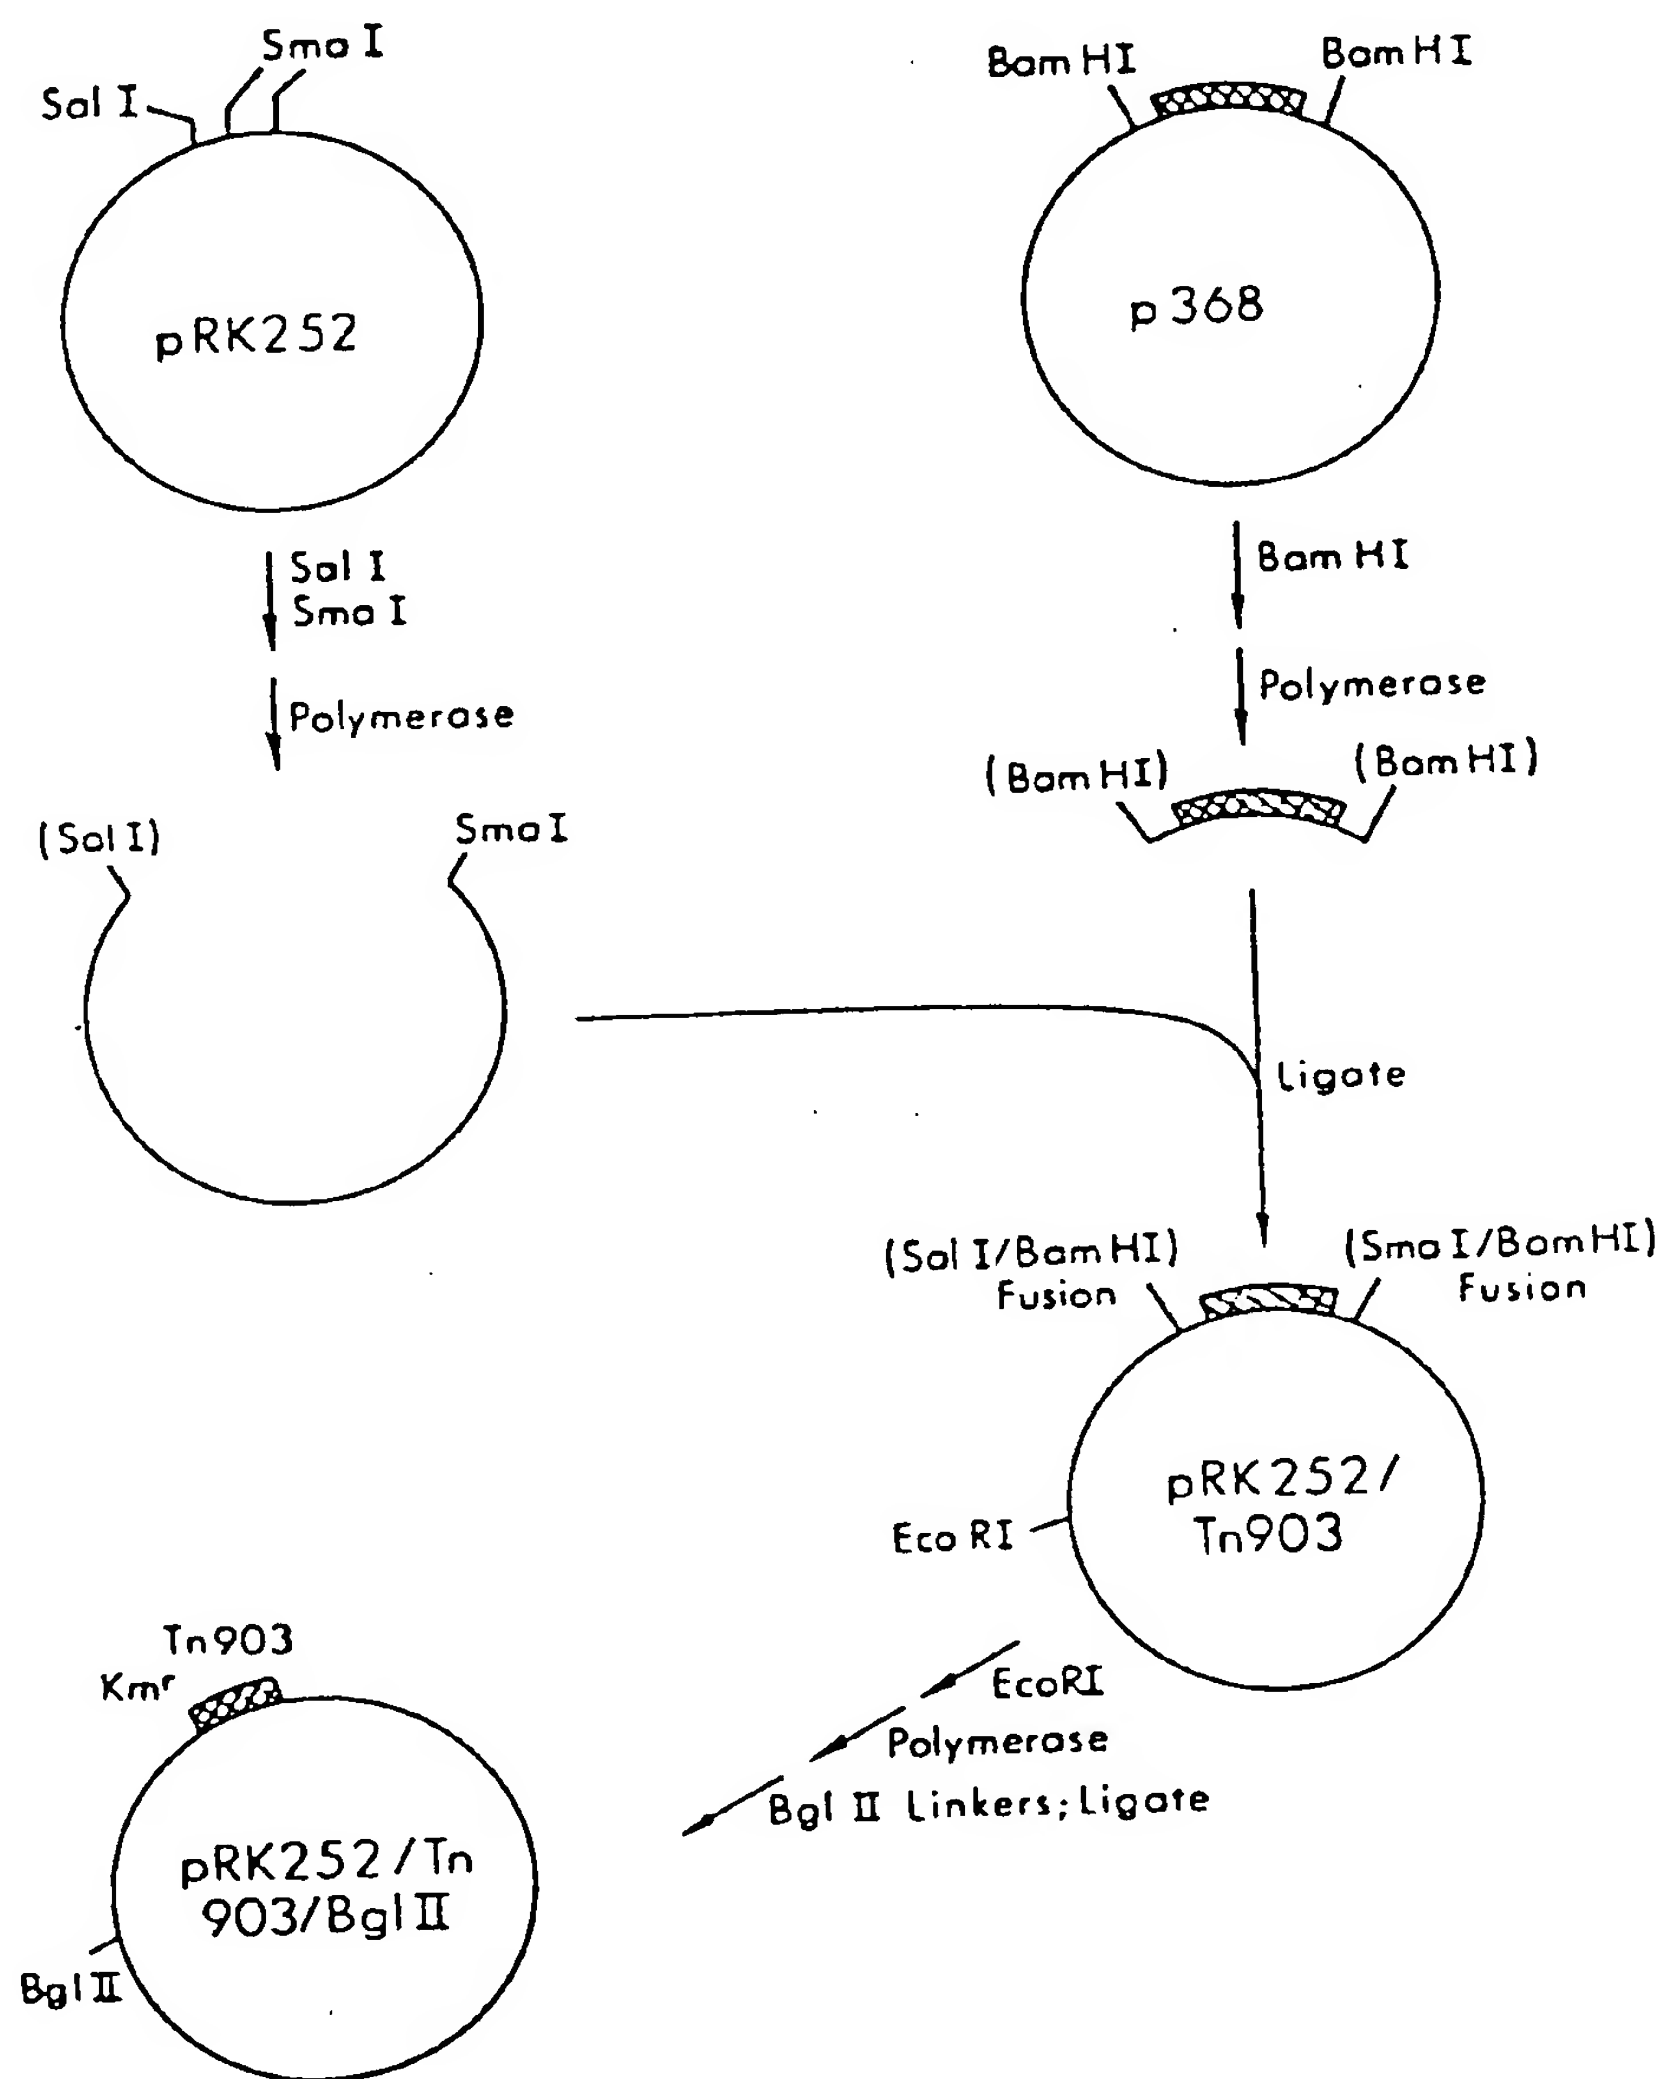 Sma I
Sal I
pRK252
Sal I
Sma I
Polymerase
(Sal I)
Sma I
Bam HI
Bam HI
p368
Bam HI
Polymerase
(Bam HI)
(Bam HI)
Ligate
(Sal I/Bam HI)
Fusion
(Sma I/Bam HI)
Fusion
pRK252/
Tn903
Eco RI
EcoRI
Polymerase
Bgl II Linkers; Ligate
Tn903
Kmr
pRK252/Tn
903/Bgl II
Bgl II